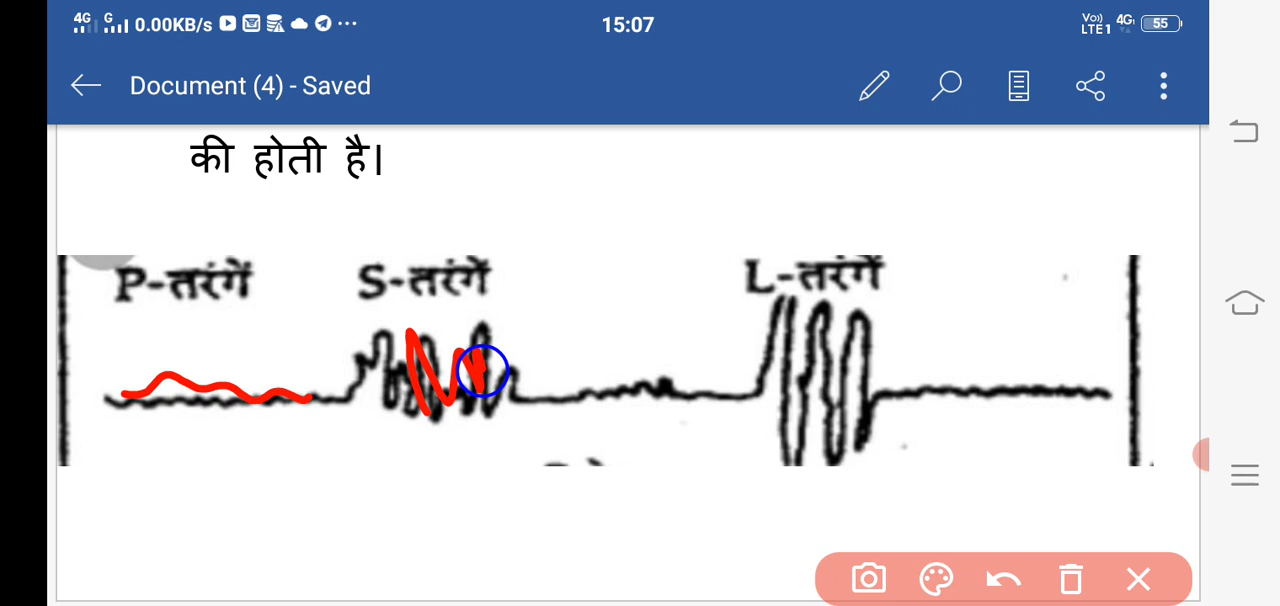 4G G 0.00KB/s 15:07 Vo) LTE1 4G 55
Document (4) - Saved
की होती है।
P-तरंगें S-तरंगें L-तरंगें